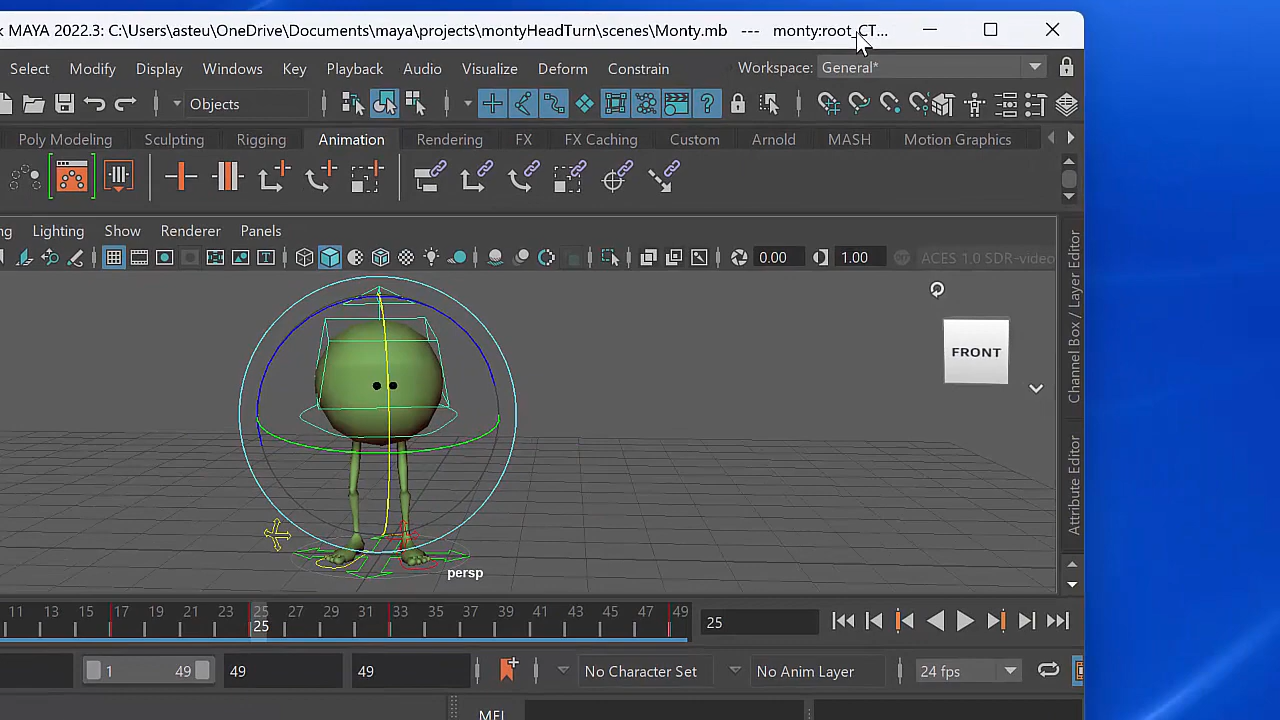 MAYA 2022.3: C:\Users\asteu\OneDrive\Documents\maya\projects\montyHeadTurn\scenes\Monty.mb --- monty:root_CT...
Select Modify Display Windows Key Playback Audio Visualize Deform Constrain Workspace: General*
Objects
Poly Modeling Sculpting Rigging Animation Rendering FX FX Caching Custom Arnold MASH Motion Graphics
Lighting Show Renderer Panels
0.00 1.00 ACES 1.0 SDR-video
FRONT
Channel Box / Layer Editor
Attribute Editor
persp
11 13 15 17 19 21 23 25 27 29 31 33 35 37 39 41 43 45 47 49
25 25
1 49 49 49 No Character Set No Anim Layer 24 fps
MEL